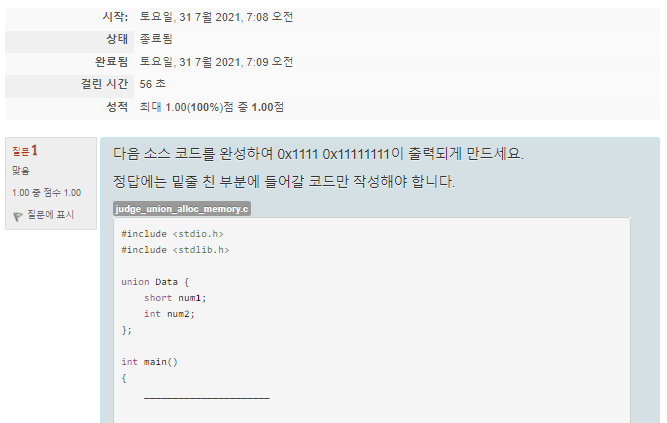 시작: 토요일, 31 7월 2021, 7:08 오전
상태 종료됨
완료됨 토요일, 31 7월 2021, 7:09 오전
걸린 시간 56 초
성적 최대 1.00(100%)점 중 1.00점
질문 1
맞음
1.00 중 점수 1.00
질문에 표시
다음 소스 코드를 완성하여 0x1111 0x11111111이 출력되게 만드세요.
정답에는 밑줄 친 부분에 들어갈 코드만 작성해야 합니다.
judge_union_alloc_memory.c
#include <stdio.h>
#include <stdlib.h>
union Data {
    short num1;
    int num2;
};
int main()
{
    ______________________